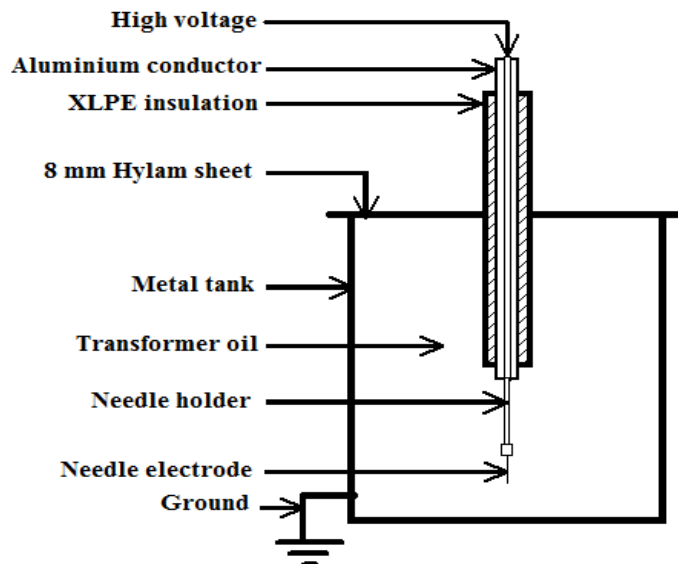 High voltage
Aluminium conductor
XLPE insulation
8 mm Hylam sheet
Metal tank
Transformer oil
Needle holder
Needle electrode
Ground